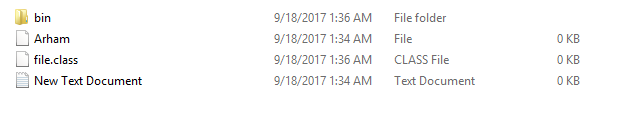 bin 9/18/2017 1:36 AM File folder
Arham 9/18/2017 1:34 AM File 0 KB
file.class 9/18/2017 1:36 AM CLASS File 0 KB
New Text Document 9/18/2017 1:34 AM Text Document 0 KB